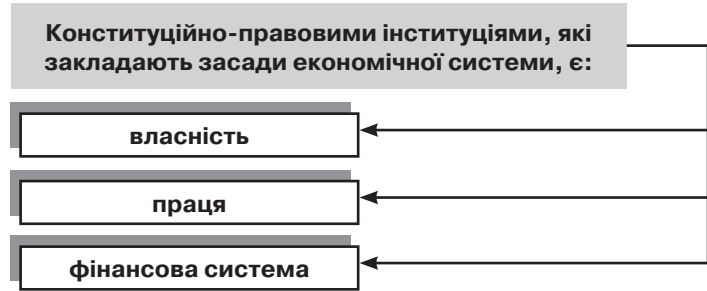 Конституційно-правовими інституціями, які
закладають засади економічної системи, є:
власність
праця
фінансова система